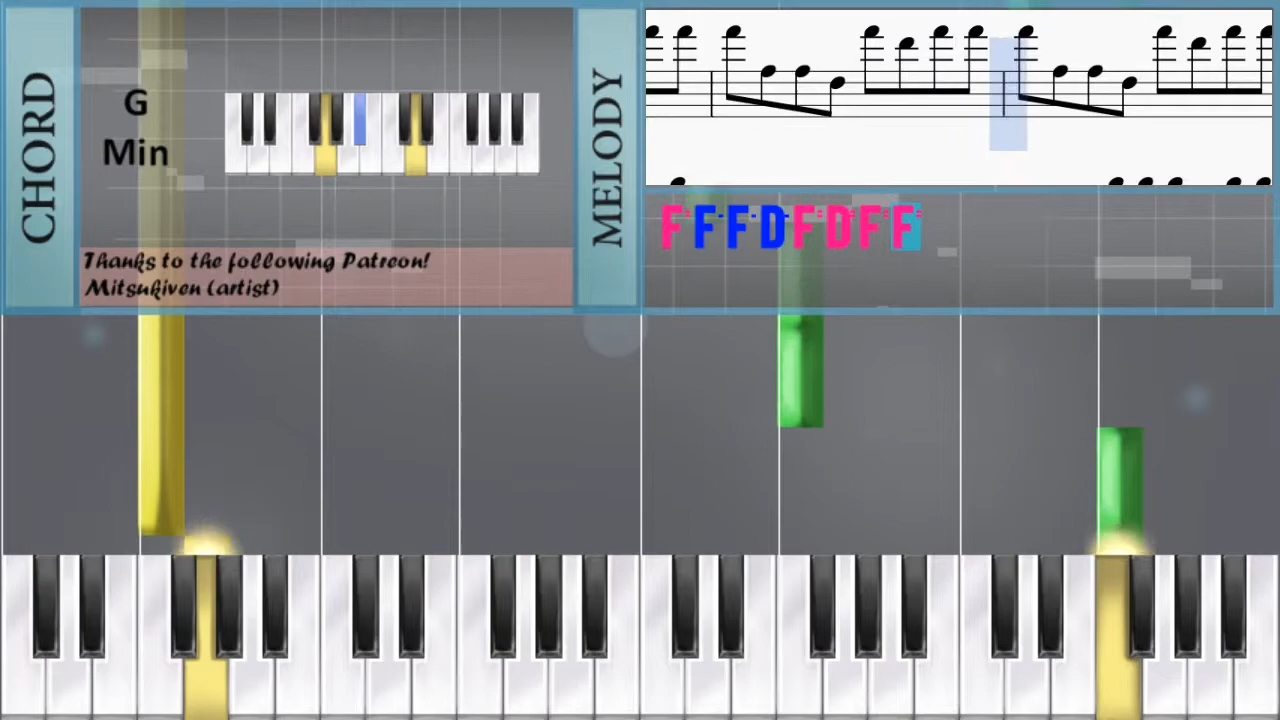 CHORD
G
Min
Thanks to the following Patreon!
Mitsukiven (artist)
MELODY
F F F D F D F F